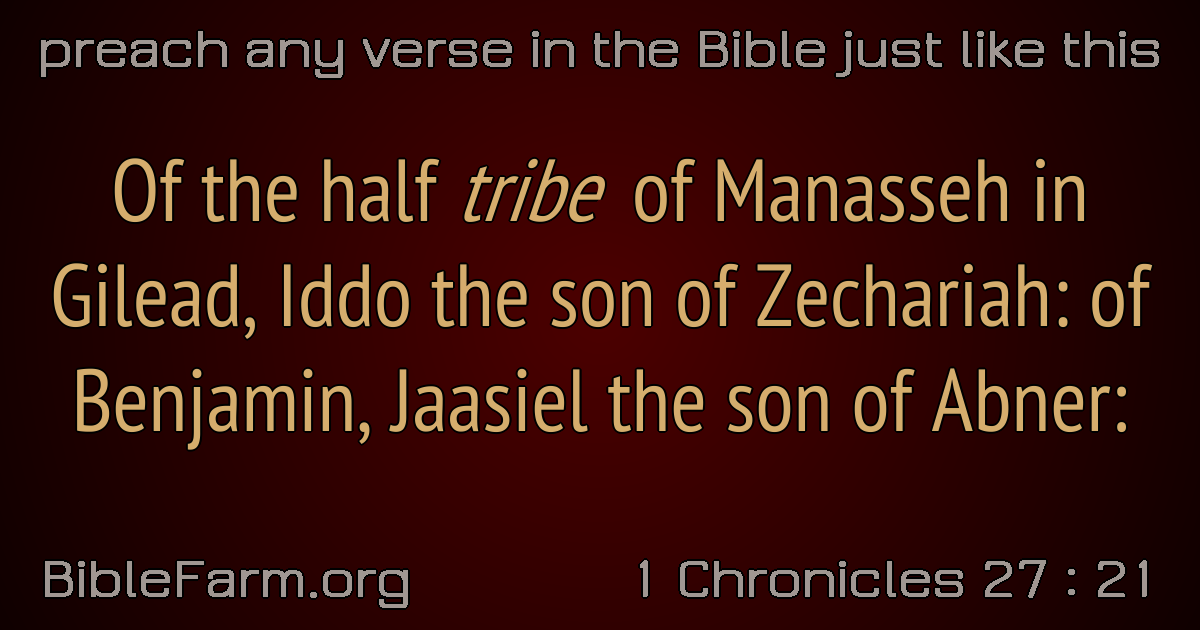 preach any verse in the Bible just like this
Of the half tribe of Manasseh in
Gilead, Iddo the son of Zechariah: of
Benjamin, Jaasiel the son of Abner:
BibleFarm.org
1 Chronicles 27 : 21